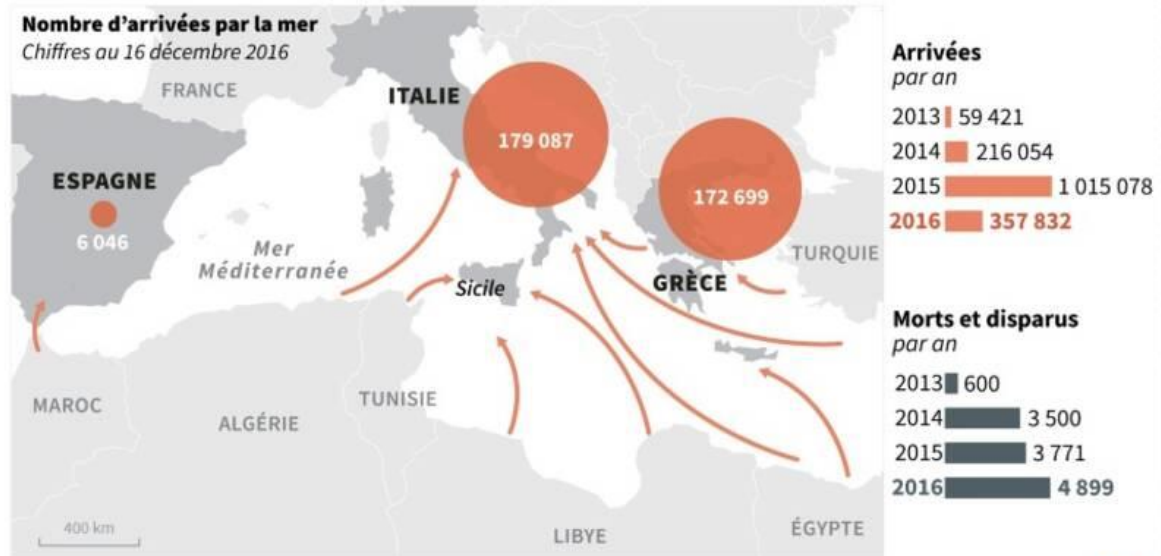 Nombre d'arrivées par la mer
Chiffres au 16 décembre 2016
FRANCE
ITALIE
179 087
ESPAGNE
6 046
172 699
Mer
Méditerranée
TURQUIE
Sicile
GRÈCE
MAROC
ALGÉRIE
TUNISIE
400 km
LIBYE
ÉGYPTE
Arrivées
par an
2013 59 421
2014 216 054
2015 1 015 078
2016 357 832
Morts et disparus
par an
2013 600
2014 3 500
2015 3 771
2016 4 899